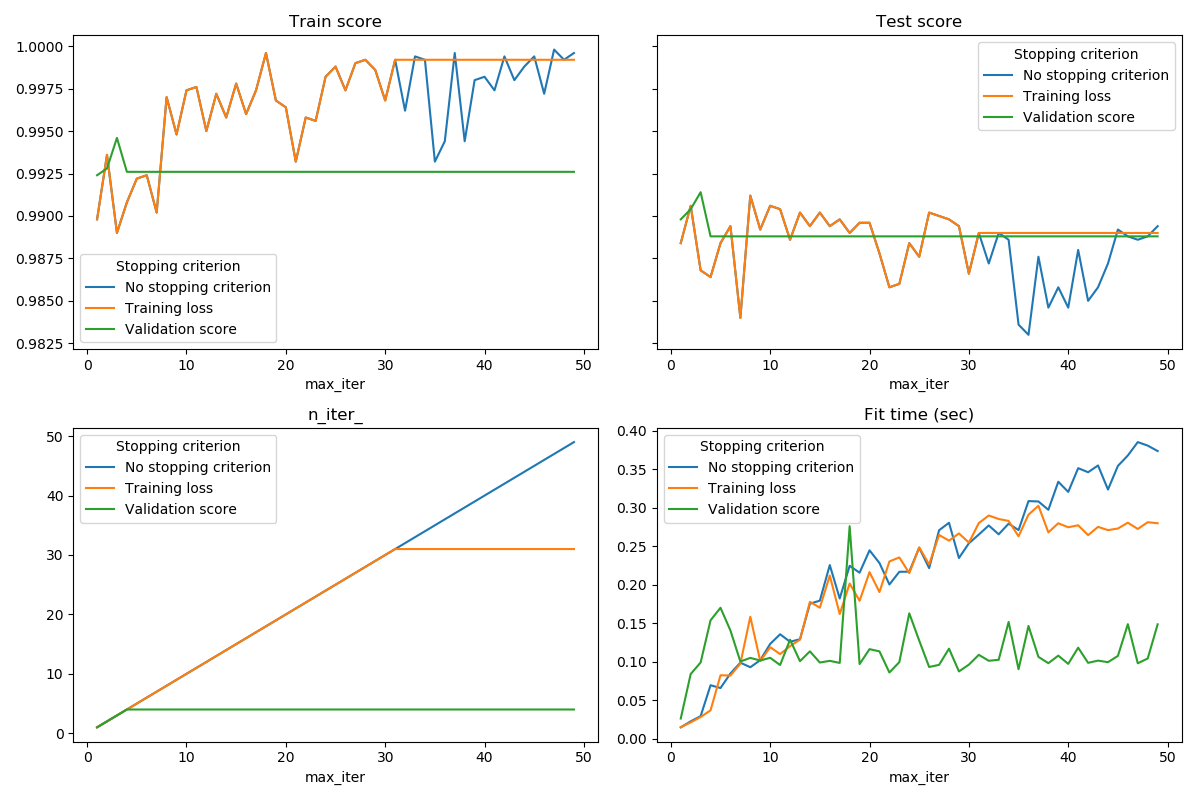 Train score
1.0000
0.9975
0.9950
0.9925
0.9900
0.9875
0.9850
0.9825
Stopping criterion
No stopping criterion
Training loss
Validation score
0 10 20 30 40 50
max_iter
Test score
Stopping criterion
No stopping criterion
Training loss
Validation score
0 10 20 30 40 50
max_iter
n_iter_
50
40
30
20
10
0
Stopping criterion
No stopping criterion
Training loss
Validation score
0 10 20 30 40 50
max_iter
Fit time (sec)
0.40
0.35
0.30
0.25
0.20
0.15
0.10
0.05
0.00
Stopping criterion
No stopping criterion
Training loss
Validation score
0 10 20 30 40 50
max_iter